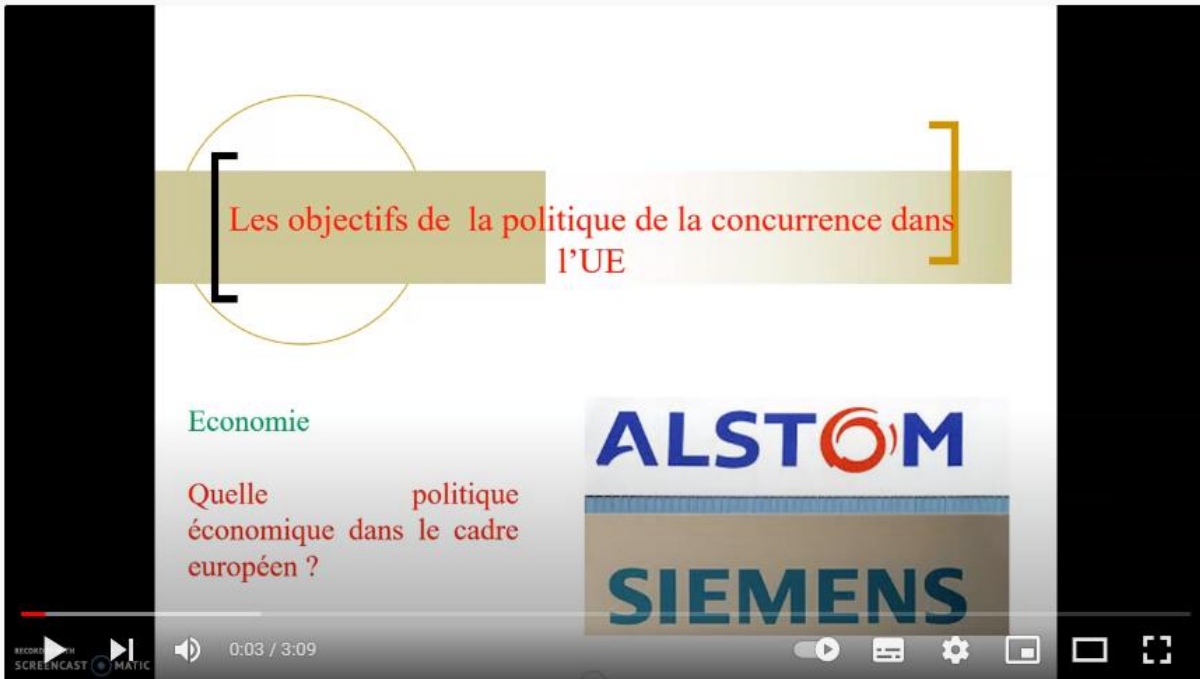 Les objectifs de la politique de la concurrence dans
l'UE
Economie
Quelle politique
économique dans le cadre
européen ?
ALSTOM
SIEMENS
0:03 / 3:09
SCREENCAST MATIC